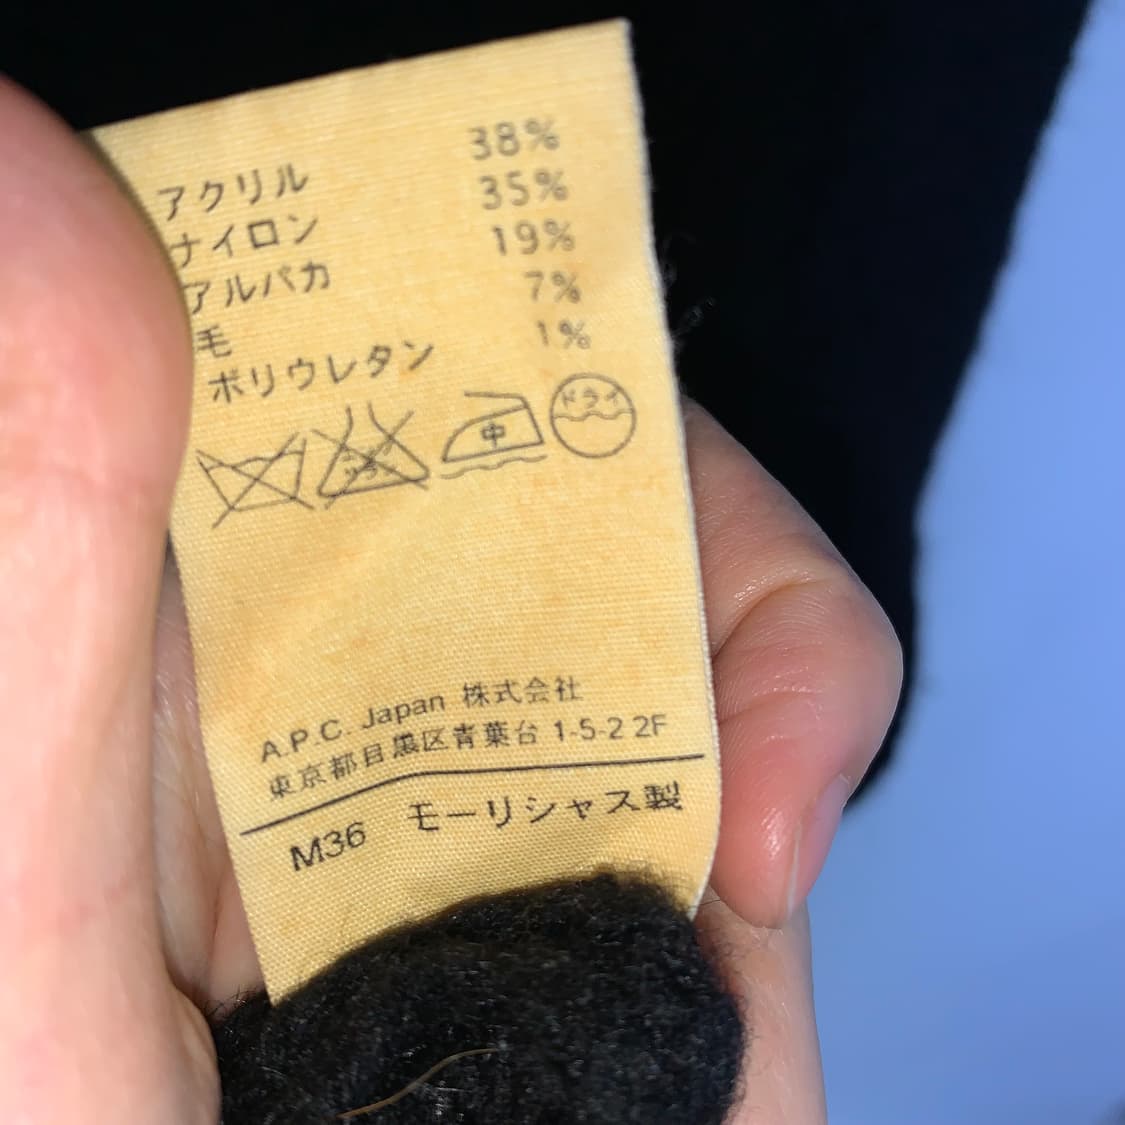 アクリル 38%
ナイロン 35%
アルパカ 19%
毛 7%
ポリウレタン 1%
中 ドライ
A.P.C. Japan 株式会社
東京都目黒区青葉台 1-5-2 2F
M36 モーリシャス製